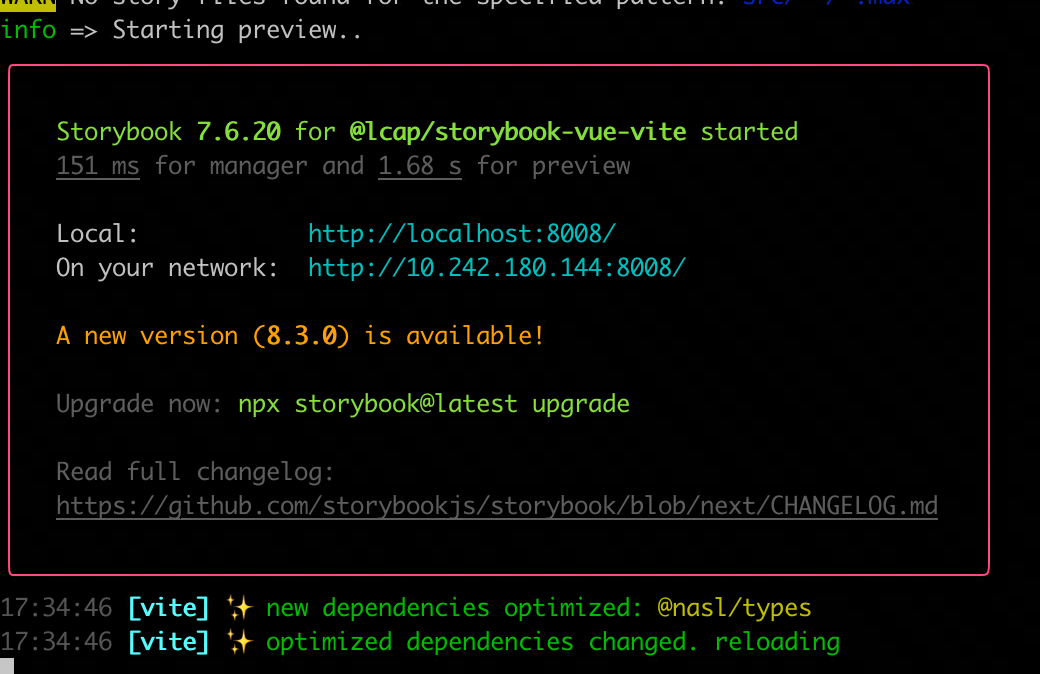 No story files found for the specified pattern:
info => Starting preview..
Storybook 7.6.20 for @lcap/storybook-vue-vite started
151 ms for manager and 1.68 s for preview
Local: http://localhost:8008/
On your network: http://10.242.180.144:8008/
A new version (8.3.0) is available!
Upgrade now: npx storybook@latest upgrade
Read full changelog:
https://github.com/storybookjs/storybook/blob/next/CHANGELOG.md
17:34:46 [vite] ✨ new dependencies optimized: @nasl/types
17:34:46 [vite] ✨ optimized dependencies changed. reloading